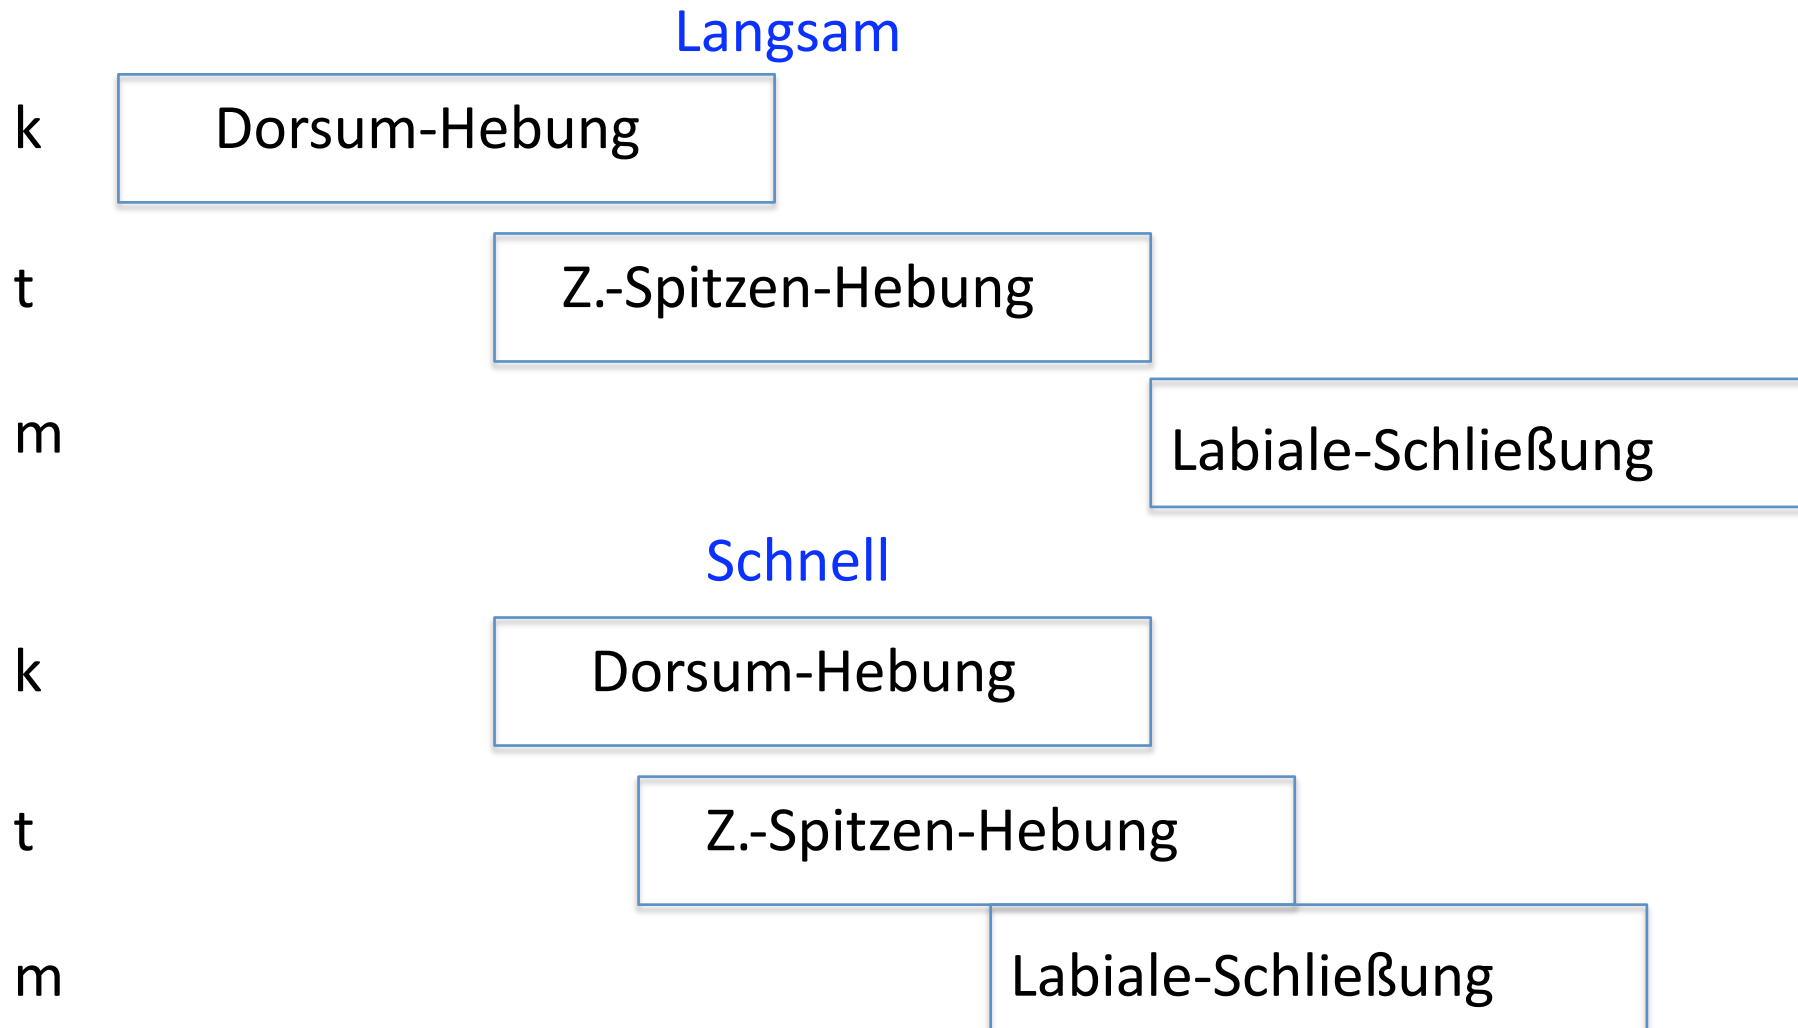 Langsam
k Dorsum-Hebung
t Z.-Spitzen-Hebung
m Labiale-Schließung
Schnell
k Dorsum-Hebung
t Z.-Spitzen-Hebung
m Labiale-Schließung